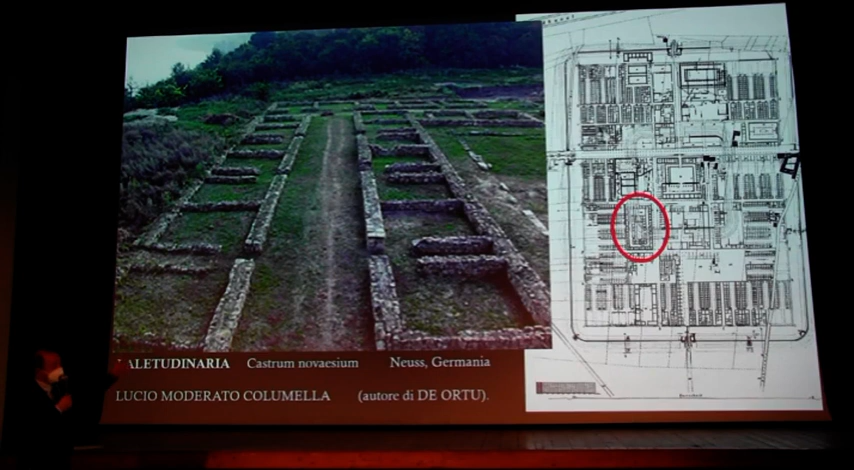 ALETUDINARIA Castrum novaesium Neuss, Germania
LUCIO MODERATO COLUMELLA (autore di DE ORTU).